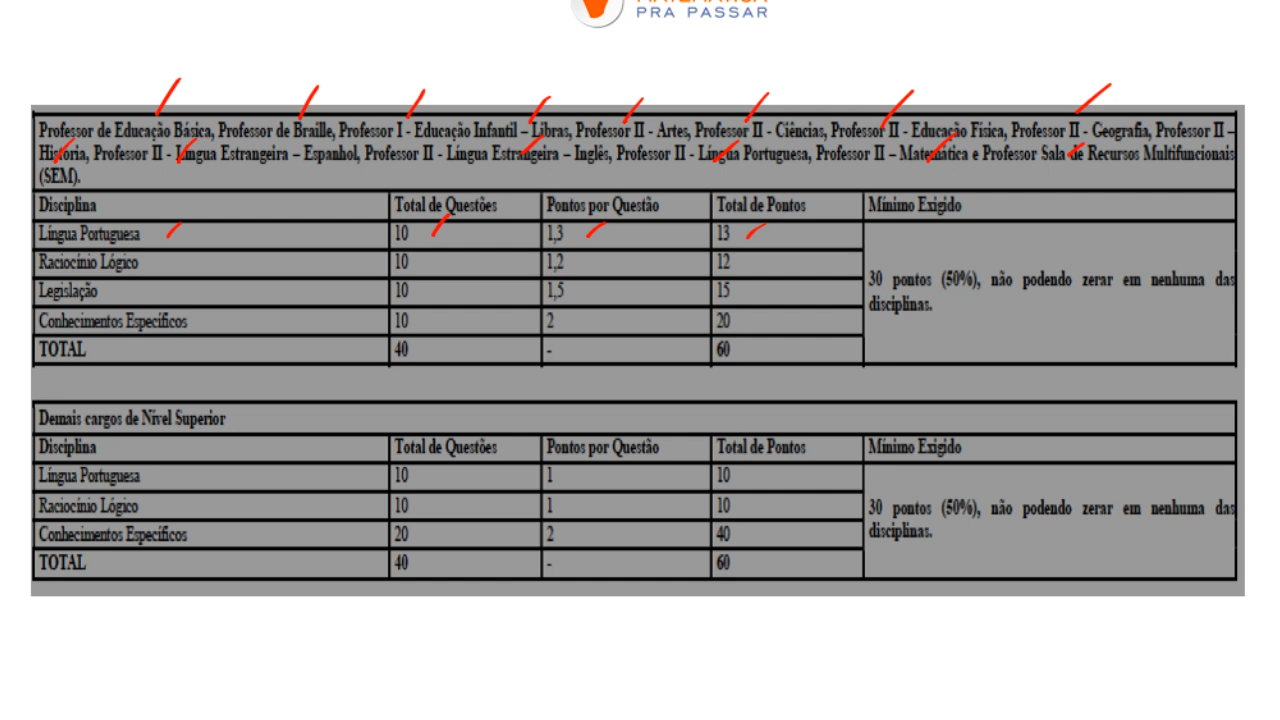 MATEMÁTICA
PRA PASSAR
Professor de Educação Básica, Professor de Braille, Professor I - Educação Infantil – Libras, Professor II - Artes, Professor II - Ciências, Professor II - Educação Física, Professor II - Geografia, Professor II –
História, Professor II - Língua Estrangeira – Espanhol, Professor II - Língua Estrangeira – Inglês, Professor II - Língua Portuguesa, Professor II – Matemática e Professor Sala de Recursos Multifuncionais
(SEM).
Disciplina Total de Questões Pontos por Questão Total de Pontos Mínimo Exigido
Língua Portuguesa 10 1,3 13
Raciocínio Lógico 10 1,2 12
30 pontos (50%), não podendo zerar em nenhuma das
Legislação 10 1,5 15
disciplinas.
Conhecimentos Específicos 10 2 20
TOTAL 40 - 60
Demais cargos de Nível Superior
Disciplina Total de Questões Pontos por Questão Total de Pontos Mínimo Exigido
Língua Portuguesa 10 1 10
Raciocínio Lógico 10 1 10
30 pontos (50%), não podendo zerar em nenhuma das
Conhecimentos Específicos 20 2 40
disciplinas.
TOTAL 40 - 60